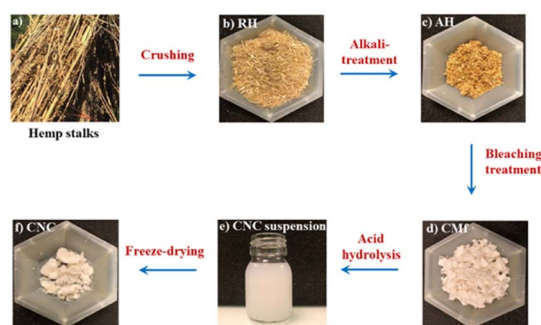 a)
b) RH
c) AH
Crushing
Alkali-
treatment
Hemp stalks
Bleaching
treatment
f) CNC
e) CNC suspension
d) CMf
Freeze-drying
Acid
hydrolysis